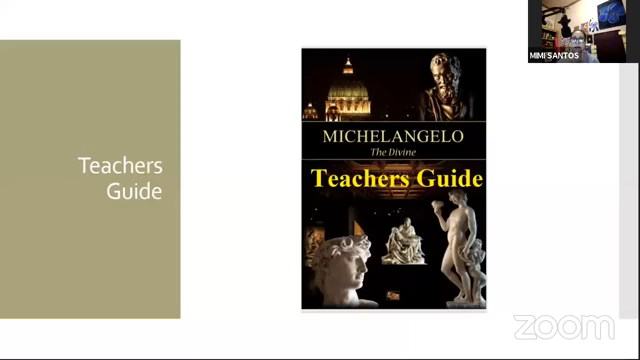 MIMI SANTOS
Teachers
Guide
MICHELANGELO
The Divine
Teachers Guide
zoom